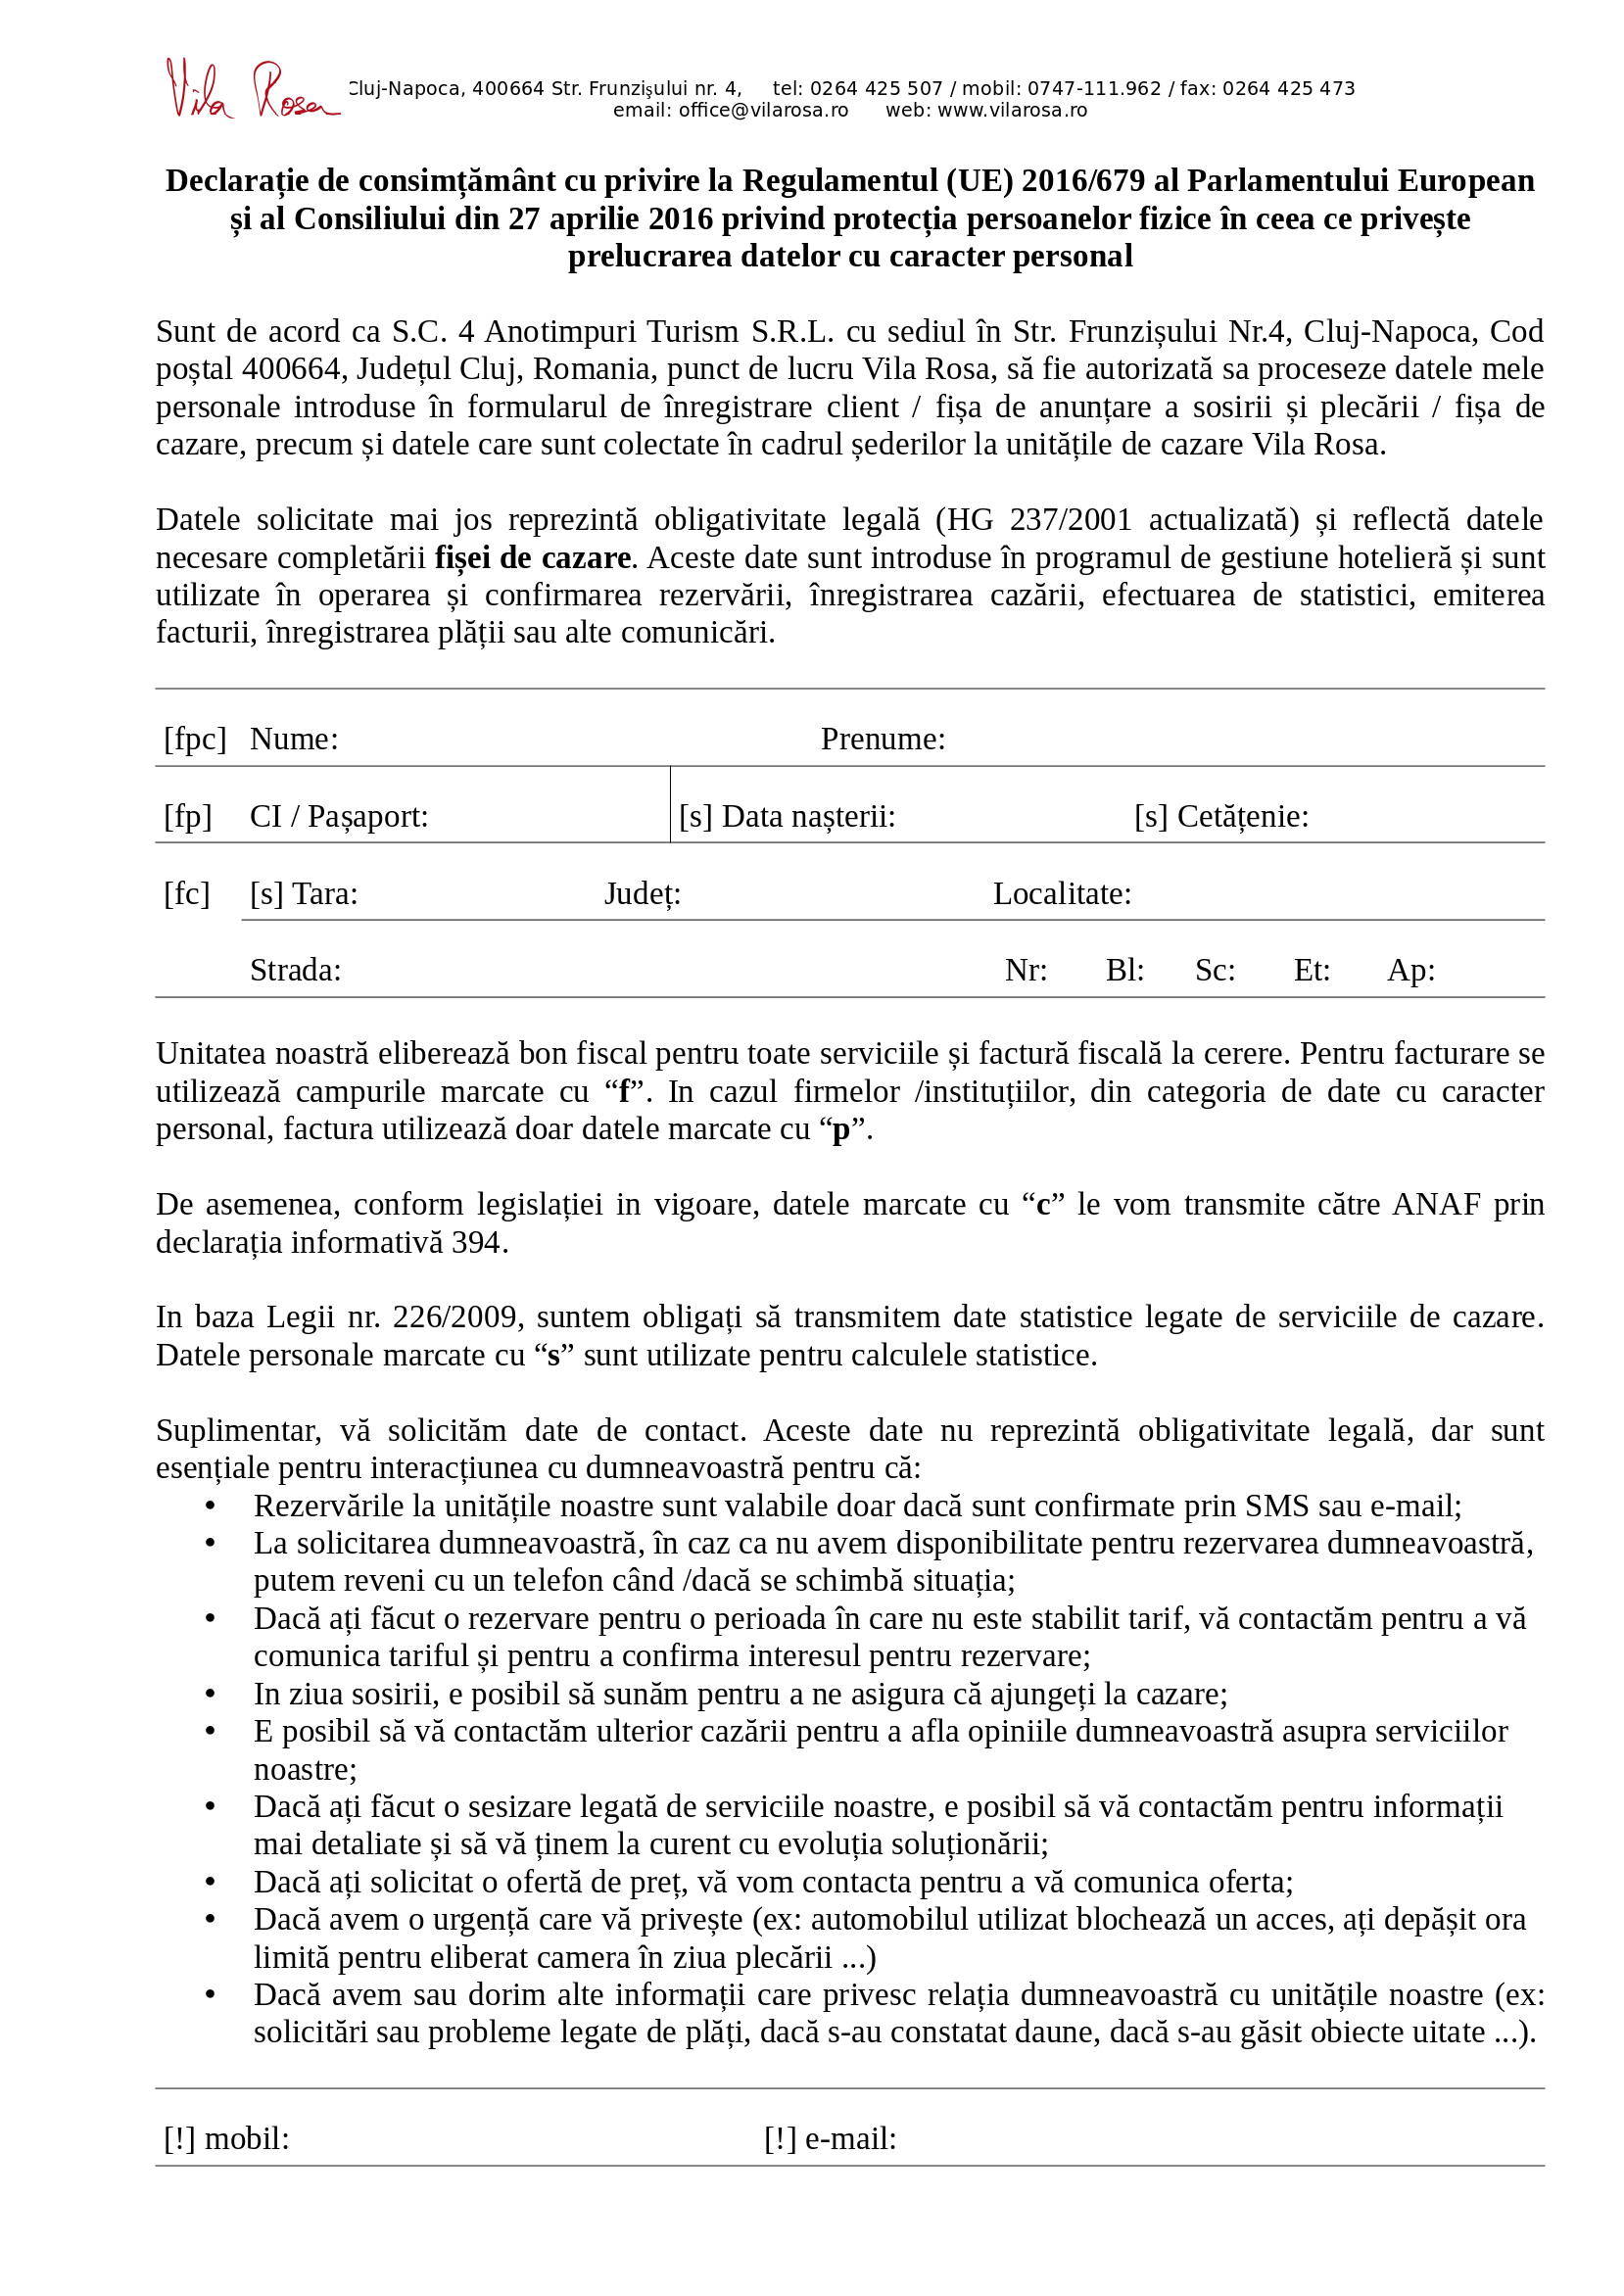 Vila Rosa
Cluj-Napoca, 400664 Str. Frunzişului nr. 4, tel: 0264 425 507 / mobil: 0747-111.962 / fax: 0264 425 473
email: office@vilarosa.ro web: www.vilarosa.ro
Declarație de consimțământ cu privire la Regulamentul (UE) 2016/679 al Parlamentului European
și al Consiliului din 27 aprilie 2016 privind protecția persoanelor fizice în ceea ce privește
prelucrarea datelor cu caracter personal
Sunt de acord ca S.C. 4 Anotimpuri Turism S.R.L. cu sediul în Str. Frunzișului Nr.4, Cluj-Napoca, Cod
poștal 400664, Județul Cluj, Romania, punct de lucru Vila Rosa, să fie autorizată sa proceseze datele mele
personale introduse în formularul de înregistrare client / fișa de anunțare a sosirii și plecării / fișa de
cazare, precum și datele care sunt colectate în cadrul șederilor la unitățile de cazare Vila Rosa.
Datele solicitate mai jos reprezintă obligativitate legală (HG 237/2001 actualizată) și reflectă datele
necesare completării fișei de cazare. Aceste date sunt introduse în programul de gestiune hotelieră și sunt
utilizate în operarea și confirmarea rezervării, înregistrarea cazării, efectuarea de statistici, emiterea
facturii, înregistrarea plății sau alte comunicări.
[fpc] Nume: Prenume:
[fp] CI / Pașaport: [s] Data nașterii: [s] Cetățenie:
[fc] [s] Tara: Județ: Localitate:
Strada: Nr: Bl: Sc: Et: Ap:
Unitatea noastră eliberează bon fiscal pentru toate serviciile și factură fiscală la cerere. Pentru facturare se
utilizează campurile marcate cu “f”. In cazul firmelor /instituțiilor, din categoria de date cu caracter
personal, factura utilizează doar datele marcate cu “p”.
De asemenea, conform legislației in vigoare, datele marcate cu “c” le vom transmite către ANAF prin
declarația informativă 394.
In baza Legii nr. 226/2009, suntem obligați să transmitem date statistice legate de serviciile de cazare.
Datele personale marcate cu “s” sunt utilizate pentru calculele statistice.
Suplimentar, vă solicităm date de contact. Aceste date nu reprezintă obligativitate legală, dar sunt
esențiale pentru interacțiunea cu dumneavoastră pentru că:
• Rezervările la unitățile noastre sunt valabile doar dacă sunt confirmate prin SMS sau e-mail;
• La solicitarea dumneavoastră, în caz ca nu avem disponibilitate pentru rezervarea dumneavoastră,
putem reveni cu un telefon când /dacă se schimbă situația;
• Dacă ați făcut o rezervare pentru o perioada în care nu este stabilit tarif, vă contactăm pentru a vă
comunica tariful și pentru a confirma interesul pentru rezervare;
• In ziua sosirii, e posibil să sunăm pentru a ne asigura că ajungeți la cazare;
• E posibil să vă contactăm ulterior cazării pentru a afla opiniile dumneavoastră asupra serviciilor
noastre;
• Dacă ați făcut o sesizare legată de serviciile noastre, e posibil să vă contactăm pentru informații
mai detaliate și să vă ținem la curent cu evoluția soluționării;
• Dacă ați solicitat o ofertă de preț, vă vom contacta pentru a vă comunica oferta;
• Dacă avem o urgență care vă privește (ex: automobilul utilizat blochează un acces, ați depășit ora
limită pentru eliberat camera în ziua plecării ...)
• Dacă avem sau dorim alte informații care privesc relația dumneavoastră cu unitățile noastre (ex:
solicitări sau probleme legate de plăți, dacă s-au constatat daune, dacă s-au găsit obiecte uitate ...).
[!] mobil: [!] e-mail: